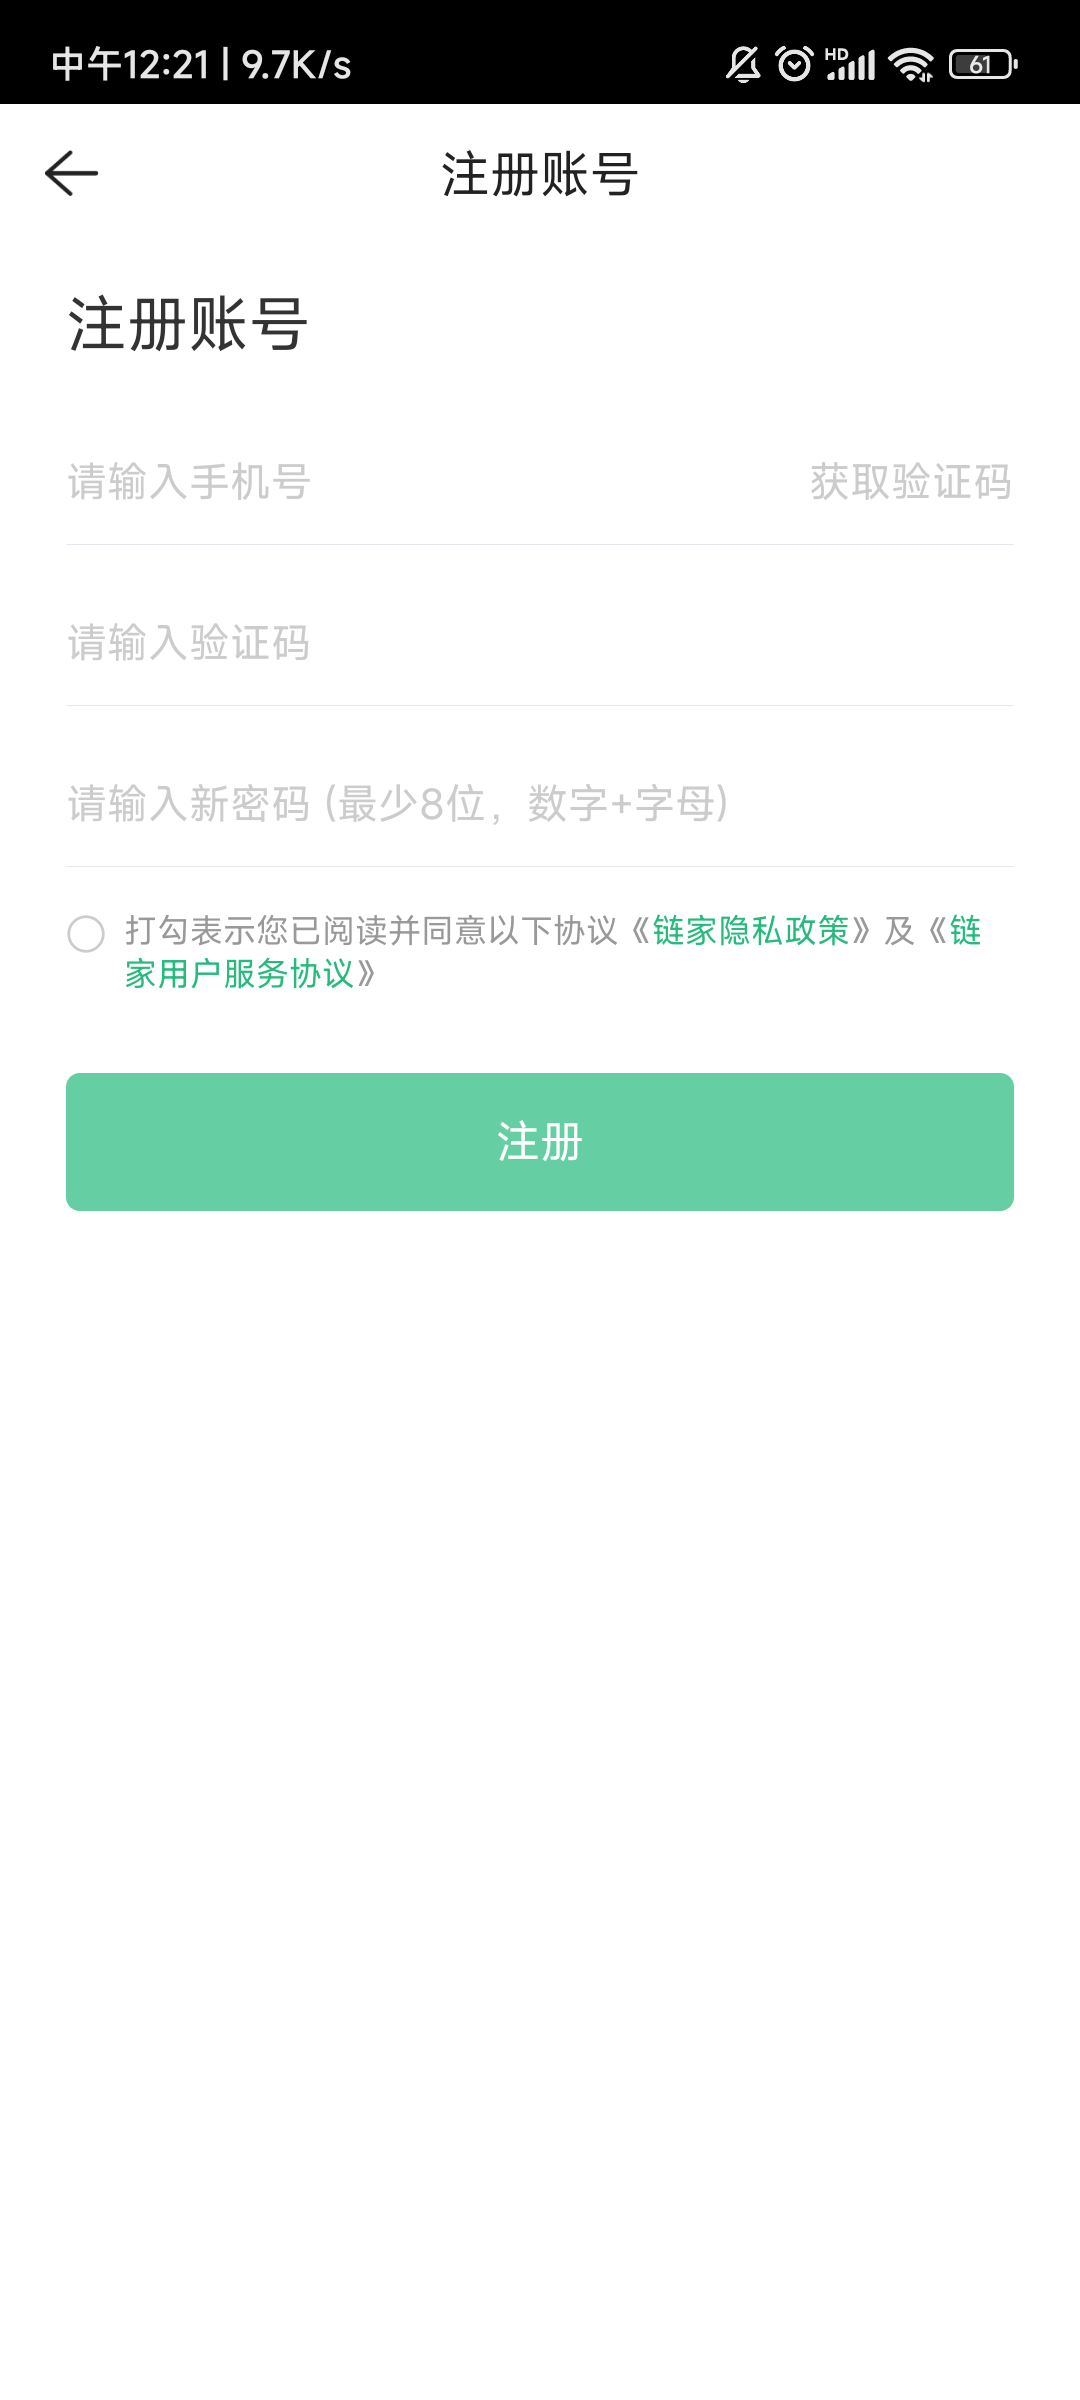 中午12:21 | 9.7K/s HD 61
注册账号
注册账号
请输入手机号 获取验证码
请输入验证码
请输入新密码 (最少8位，数字+字母)
打勾表示您已阅读并同意以下协议《链家隐私政策》及《链
家用户服务协议》
注册